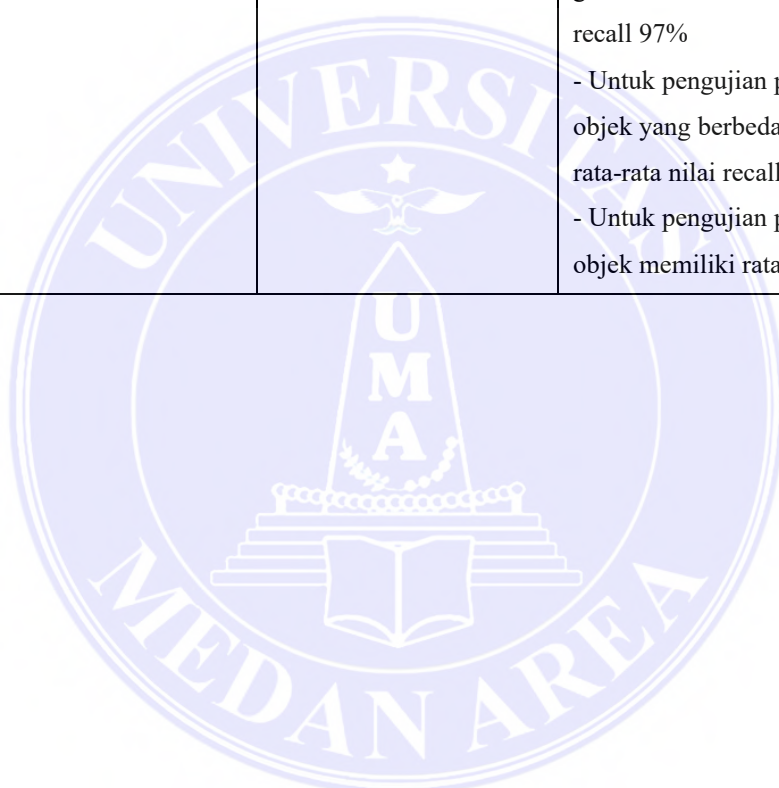 recall 97%
- Untuk pengujian
objek yang berbeda
rata-rata nilai recall
- Untuk pengujian
objek memiliki rata
UNIVERSITAS
U
M
A
MEDAN AREA